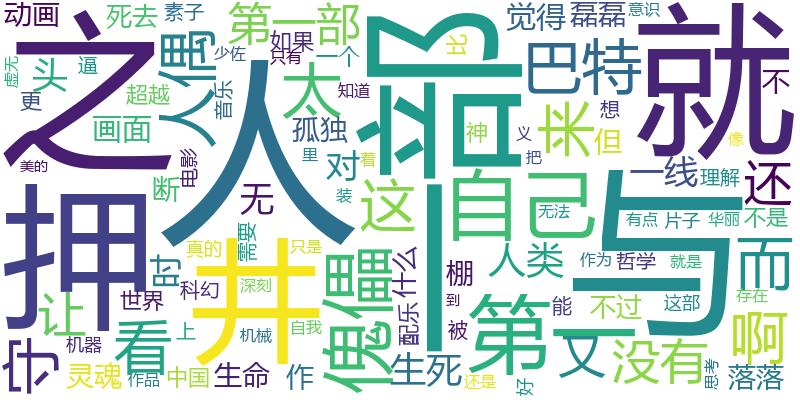 动画
死去
素子
第一部
如果
少佐
只有
一个
比
觉得
磊磊
意识
就
之
人偶
部
巴特
不
虚无
头
逼
更
超越
音乐
太
知道
画面
电影
孤独
神
来
想
但
像
义
把
美的
断
人
里
对
着
一线
理解
还
押
无
装
这
自己
无法
与
有点
片子
华丽
不是
时
井
真的
需要
只是
傀儡
什么
棚
人类
作为
哲学
就是
而
让
世界
科幻
深刻
自我
配乐
到
第二
能
不过
这部
存在
守
机器
看
上
机械
被
文
没有
啊
灵魂
作品
中国
生命
作
生死
还是
好
思考
落落